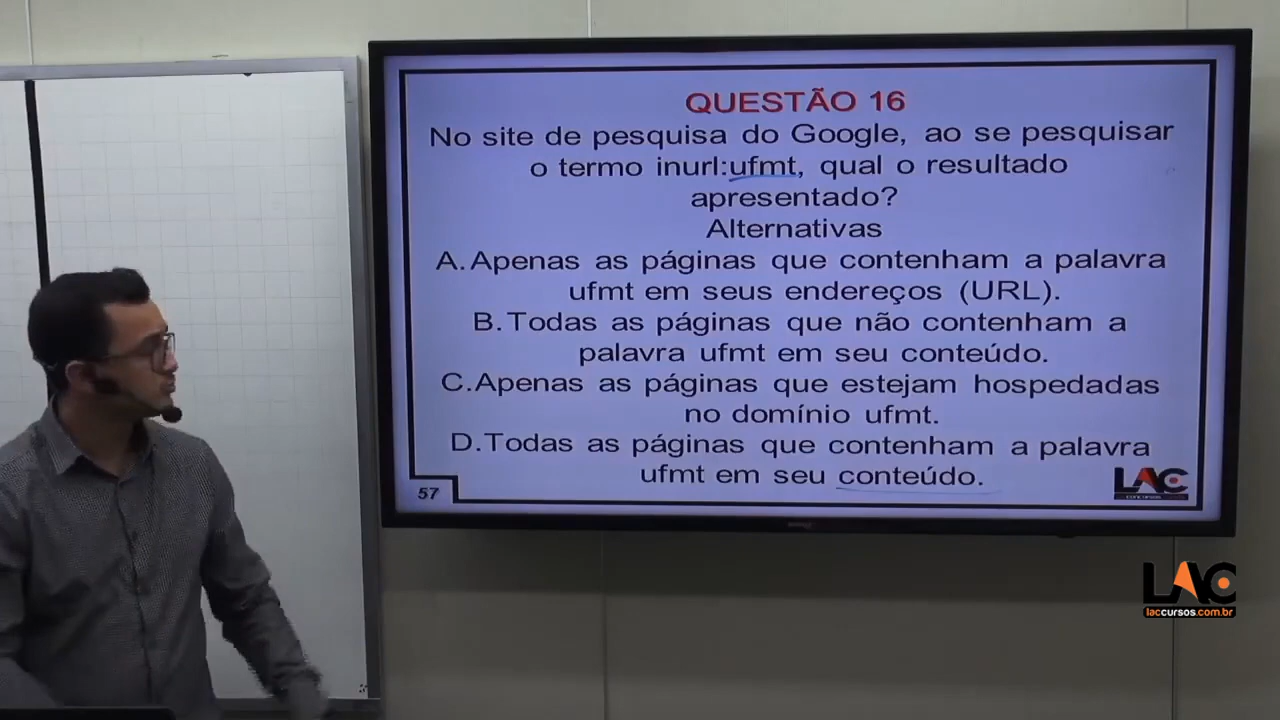 QUESTÃO 16
No site de pesquisa do Google, ao se pesquisar
o termo inurl:ufmt, qual o resultado
apresentado?
Alternativas
A. Apenas as páginas que contenham a palavra
ufmt em seus endereços (URL).
B. Todas as páginas que não contenham a
palavra ufmt em seu conteúdo.
C. Apenas as páginas que estejam hospedadas
no domínio ufmt.
D. Todas as páginas que contenham a palavra
ufmt em seu conteúdo.
57
LAC
LAC
laccursos.com.br